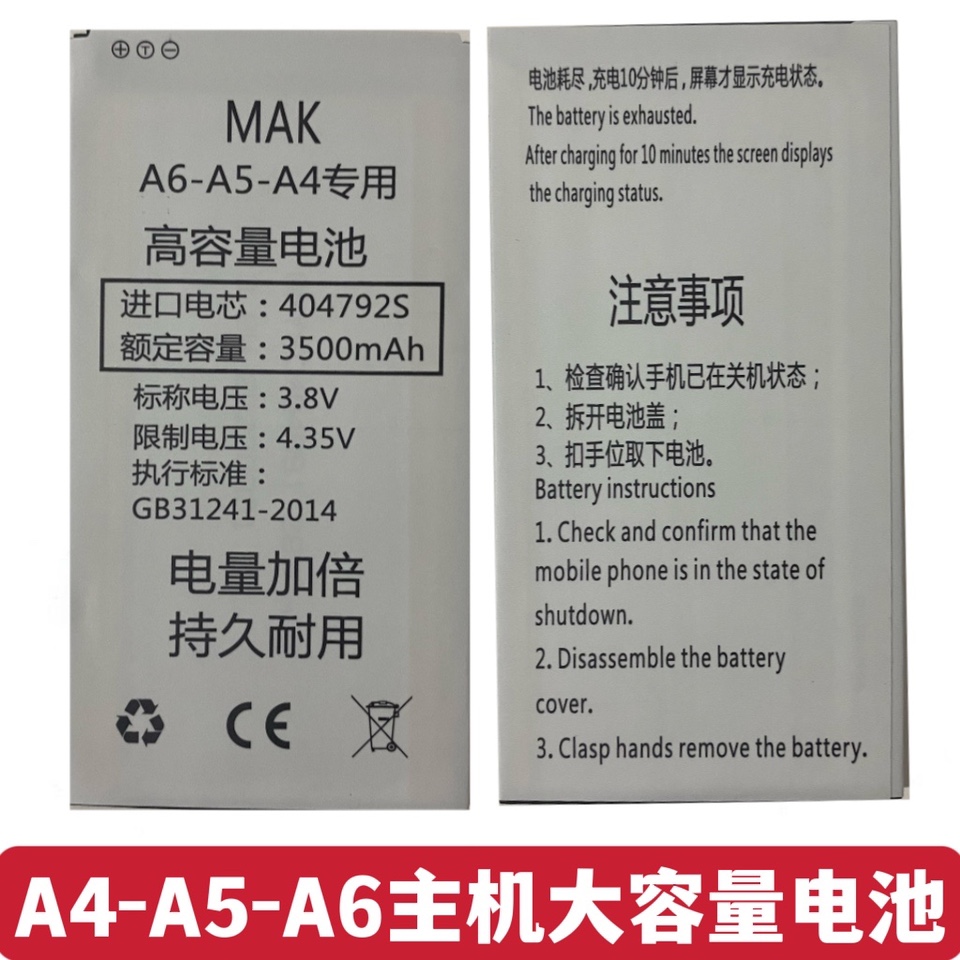 + T -
MAK
A6-A5-A4专用
高容量电池
进口电芯：404792S
额定容量：3500mAh
标称电压：3.8V
限制电压：4.35V
执行标准：
GB31241-2014
电量加倍
持久耐用
CE
电池耗尽,充电10分钟后,屏幕才显示充电状态。
The battery is exhausted.
After charging for 10 minutes the screen displays
the charging status.
注意事项
1、检查确认手机已在关机状态；
2、拆开电池盖；
3、扣手位取下电池。
Battery instructions
1. Check and confirm that the
mobile phone is in the state of
shutdown.
2. Disassemble the battery
cover.
3. Clasp hands remove the battery.
A4-A5-A6主机大容量电池